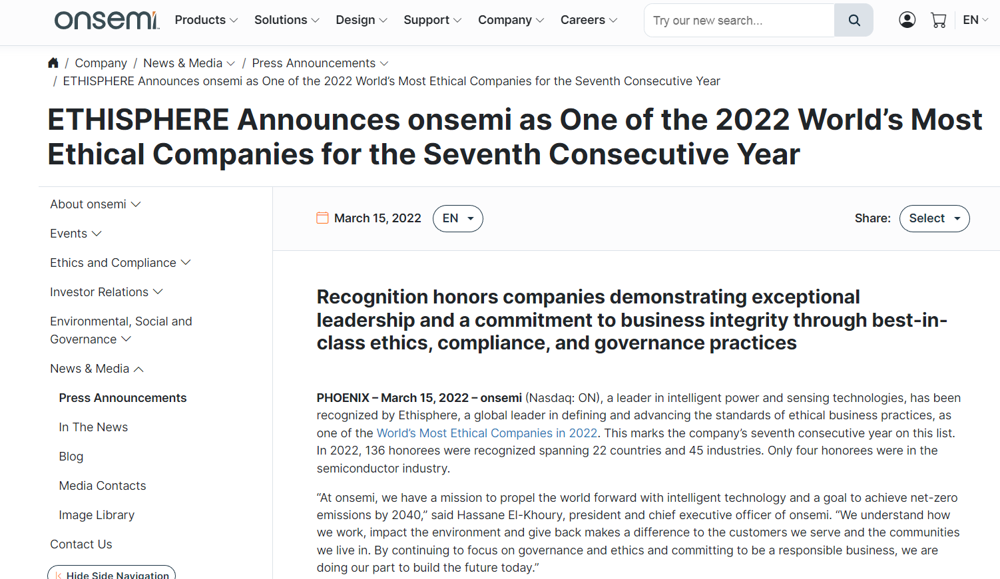 onsemi
Products Solutions Design Support Company Careers Try our new search... EN
/ Company / News & Media / Press Announcements
/ ETHISPHERE Announces onsemi as One of the 2022 World’s Most Ethical Companies for the Seventh Consecutive Year
ETHISPHERE Announces onsemi as One of the 2022 World’s Most
Ethical Companies for the Seventh Consecutive Year
About onsemi
Events
Ethics and Compliance
Investor Relations
Environmental, Social and
Governance
News & Media
Press Announcements
In The News
Blog
Media Contacts
Image Library
Contact Us
Hide Side Navigation
March 15, 2022 EN Share: Select
Recognition honors companies demonstrating exceptional
leadership and a commitment to business integrity through best-in-
class ethics, compliance, and governance practices
PHOENIX – March 15, 2022 – onsemi (Nasdaq: ON), a leader in intelligent power and sensing technologies, has been
recognized by Ethisphere, a global leader in defining and advancing the standards of ethical business practices, as
one of the World’s Most Ethical Companies in 2022. This marks the company’s seventh consecutive year on this list.
In 2022, 136 honorees were recognized spanning 22 countries and 45 industries. Only four honorees were in the
semiconductor industry.
“At onsemi, we have a mission to propel the world forward with intelligent technology and a goal to achieve net-zero
emissions by 2040,” said Hassane El-Khoury, president and chief executive officer of onsemi. “We understand how
we work, impact the environment and give back makes a difference to the customers we serve and the communities
we live in. By continuing to focus on governance and ethics and committing to be a responsible business, we are
doing our part to build the future today.”